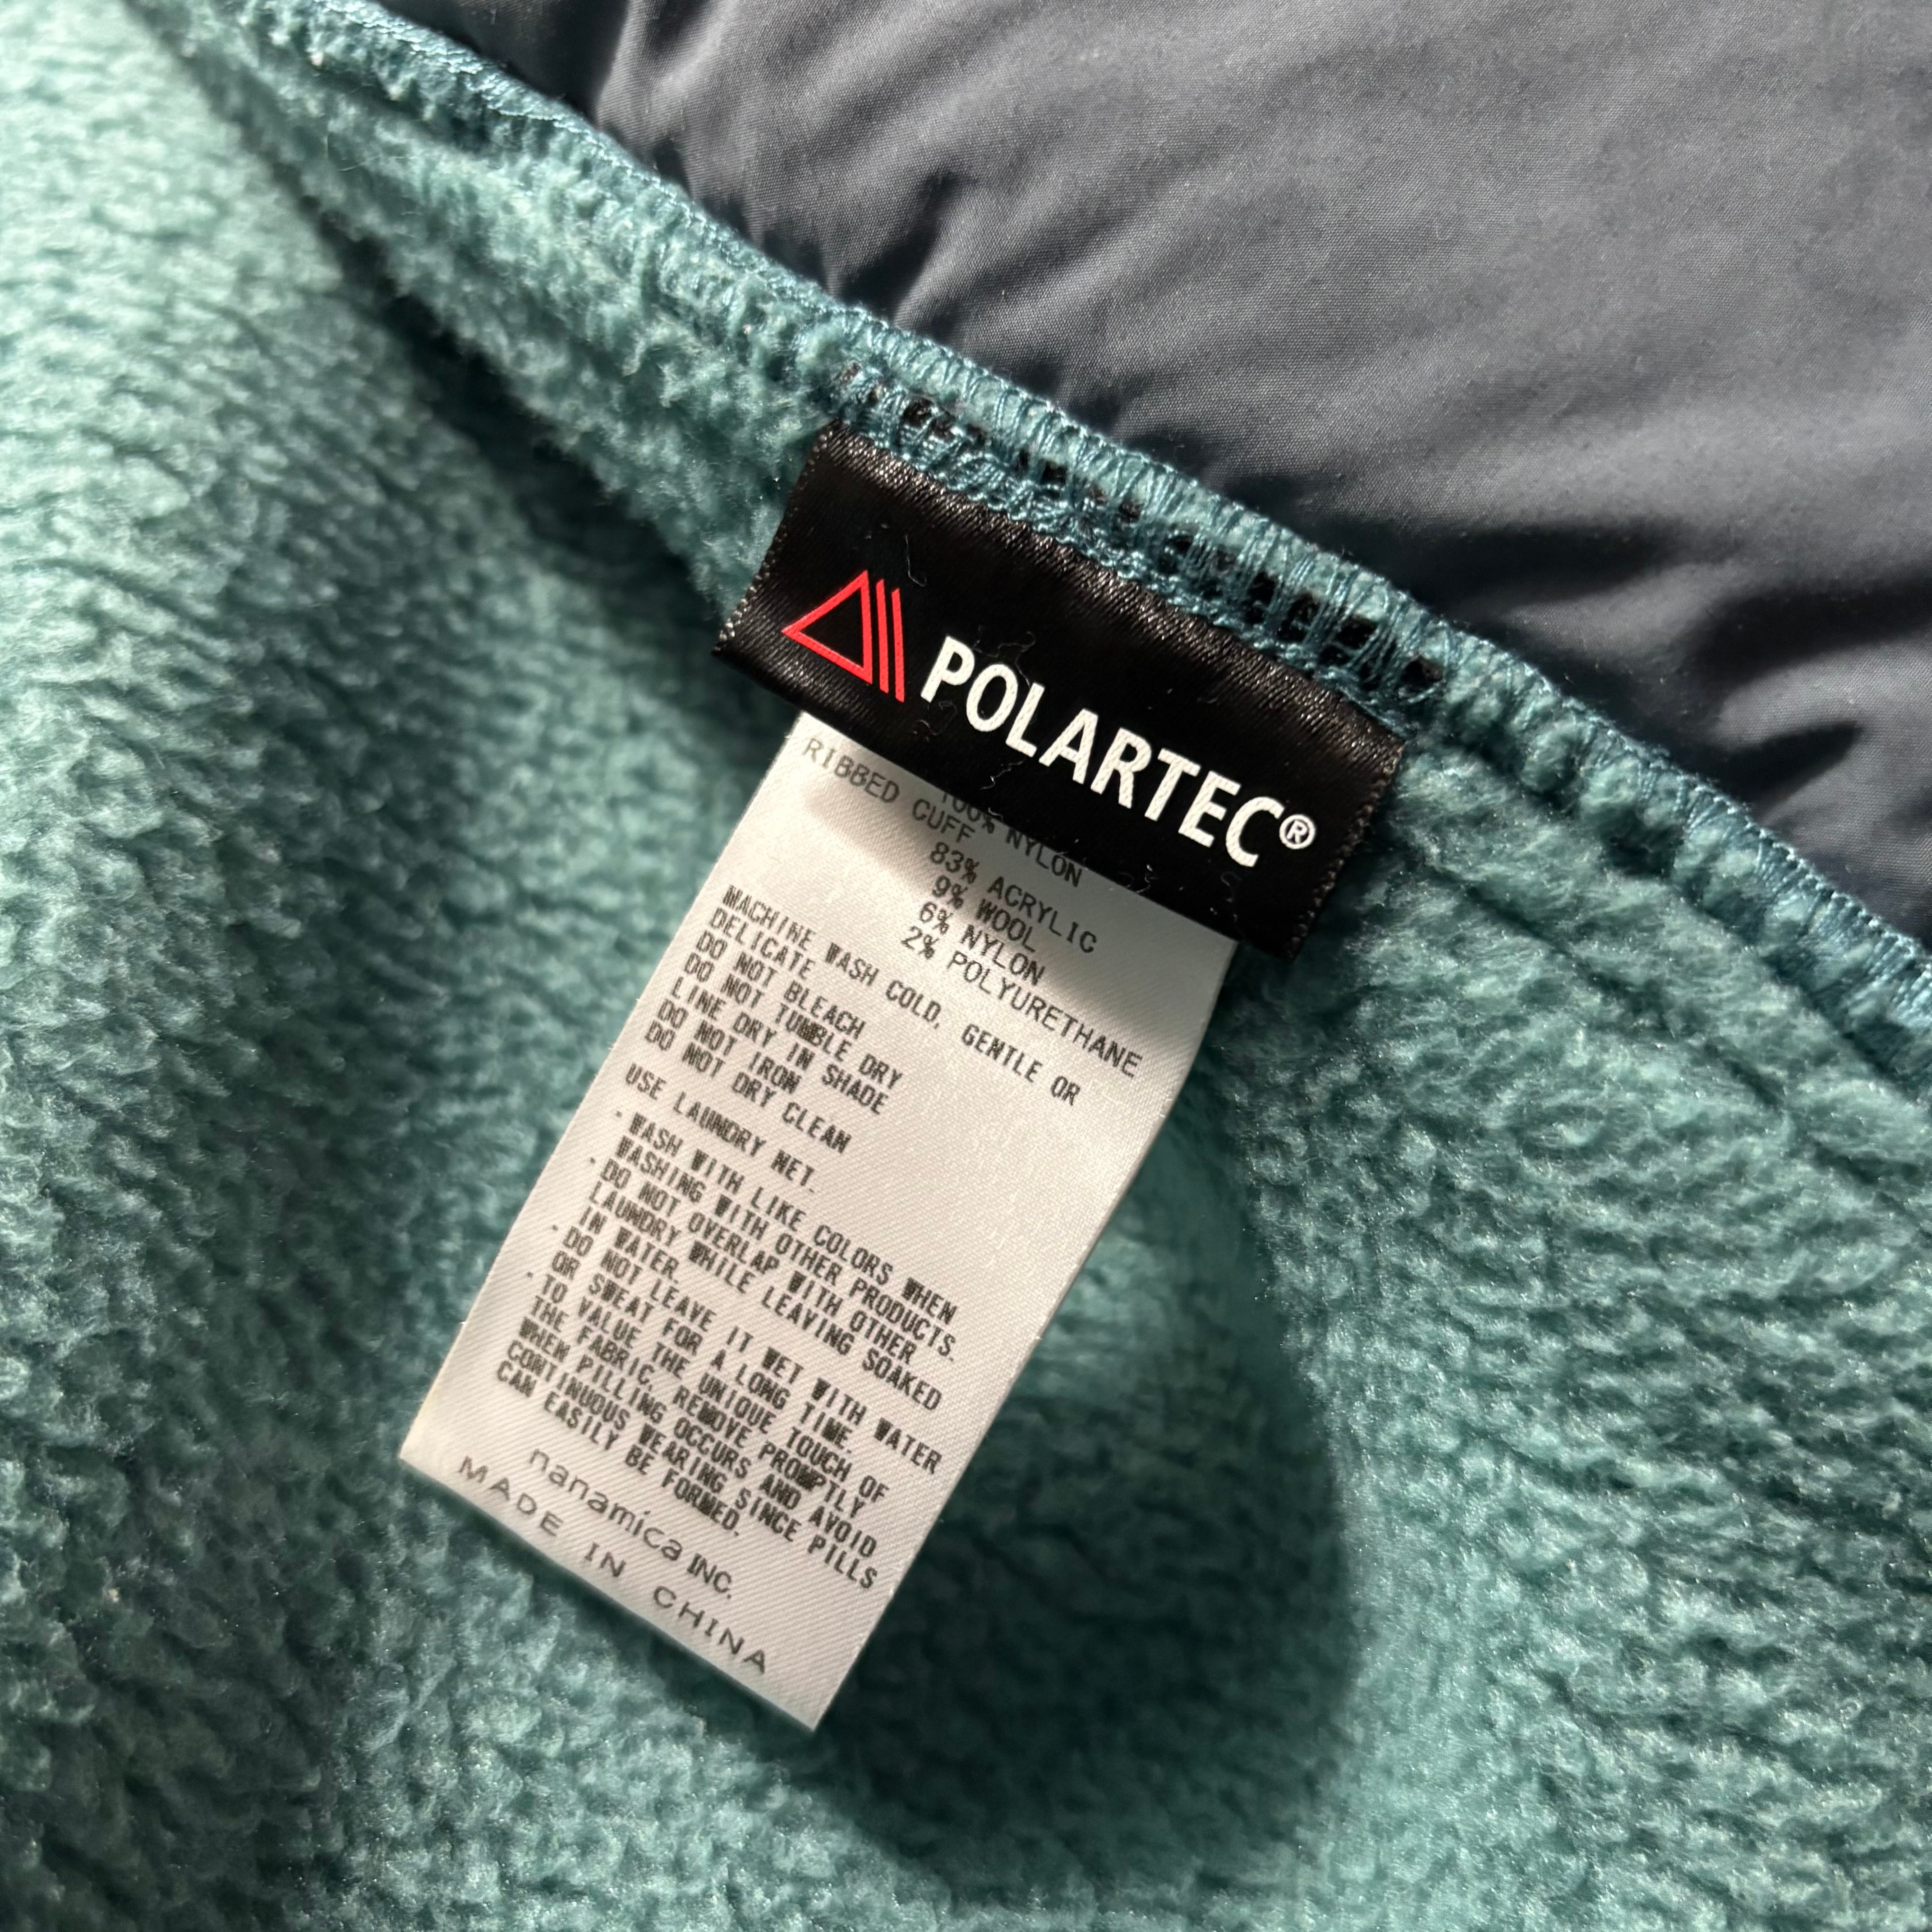 POLARTEC®
100% NYLON
RIBBED CUFF
83% ACRYLIC
9% WOOL
6% NYLON
2% POLYURETHANE
MACHINE WASH COLD, GENTLE OR
DELICATE
DO NOT BLEACH
DO NOT TUMBLE DRY
LINE DRY IN SHADE
DO NOT IRON
DO NOT DRY CLEAN
USE LAUNDRY NET.
- WASH WITH LIKE COLORS WHEN
WASHING WITH OTHER PRODUCTS.
- DO NOT OVERLAP WITH OTHER
LAUNDRY WHILE LEAVING SOAKED
IN WATER.
- DO NOT LEAVE IT WET WITH WATER
OR SWEAT FOR A LONG TIME.
- TO VALUE THE UNIQUE TOUCH OF
THE FABRIC, REMOVE PROMPTLY
WHEN PILLING OCCURS AND AVOID
CONTINUOUS WEARING SINCE PILLS
CAN EASILY BE FORMED.
nanamica INC.
MADE IN CHINA